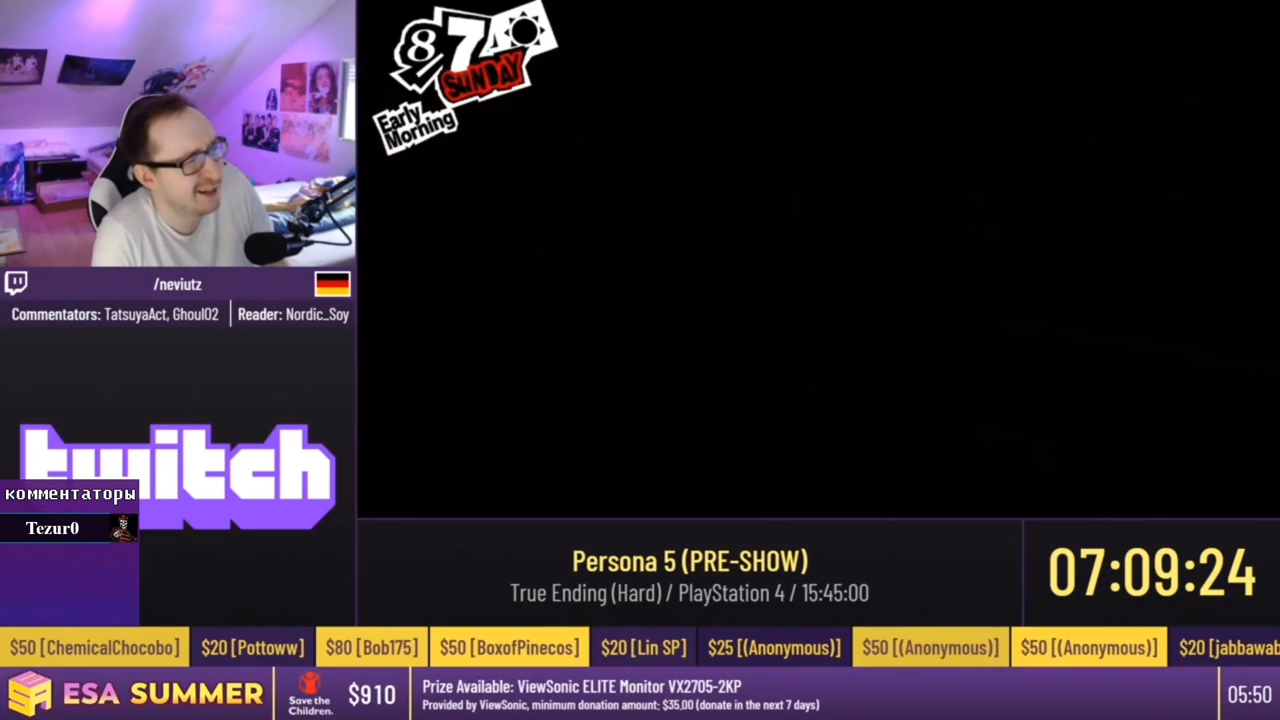 8/7
SUNDAY
Early
Morning
/neviutz
Commentators: TatsuyaAct, Ghoul02
Reader: Nordic_Soy
twitch
комментаторы
Tezur0
Persona 5 (PRE-SHOW)
True Ending (Hard) / PlayStation 4 / 15:45:00
07:09:24
$50 [ChemicalChocobo]
$20 [Pottoww]
$80 [Bob175]
$50 [BoxofPinecos]
$20 [Lin SP]
$25 [(Anonymous)]
$50 [(Anonymous)]
$50 [(Anonymous)]
$20 [jabbawab
ESA SUMMER
Save the
Children.
$910
Prize Available: ViewSonic ELITE Monitor VX2705-2KP
Provided by ViewSonic, minimum donation amount: $35,00 (donate in the next 7 days)
05:50